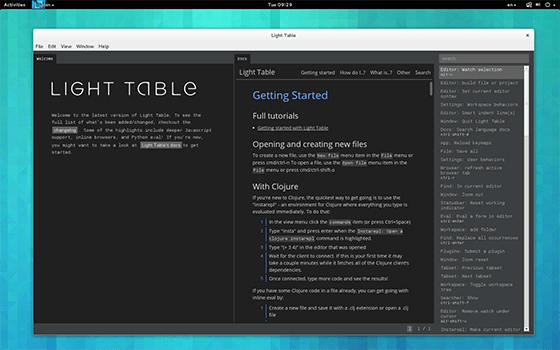 Activities
Tue 09:29
en
Light Table
File Edit View Window Help
Welcome
LIGHT TABLE
Welcome to the latest version of Light Table. To see the
full list of what's been added/changed, checkout the
changelog. Some of the highlights include deeper Javascript
support, inline browsers, and Python eval! If you're new,
you might want to take a look at Light Table's docs to get
started.
Docs
Light Table Getting started How do I..? What is..? Other Search
Getting Started
Full tutorials
Getting Started with Light Table
Opening and creating new files
To create a new file, use the New file menu item in the File menu or
press cmd/ctrl-n To open a file, use the Open file menu item in the
File menu or press cmd/ctrl-shift-o
With Clojure
If you're new to Clojure, the quickest way to get going is to use the
"instarepl" - an environment for Clojure where everything you type is
evaluated immediately. To do that:
1 In the view menu click the commands item (or press Ctrl+Space)
2 Type "insta" and press enter when the Instarepl: Open a
clojure instarepl command is highlighted.
3 Type "(+ 3 4)" in the editor that was opened
4 Wait for the client to connect. If this is your first time it may
take a couple minutes while it fetches all of the Clojure client's
dependencies.
5 Once connected, type more code and see the results!
If you have some Clojure code in a file already, you can get going with
inline eval by:
1 Create a new file and save it with a .clj extension or open a .clj
file
search
Editor: Watch selection
Editor: Build file or project
Editor: Set current editor
syntax
Settings: Workspace behaviors
Editor: Smart indent line(s)
Window: Quit Light Table
Docs: Search language docs
ctrl-shift-d
App: Reload keymaps
File: Save all
Settings: User behaviors
Browser: refresh active
browser tab
Find: In current editor
Window: Zoom out
Statusbar: Reset working
indicator
Eval: Eval a form in editor
ctrl-enter
Workspace: add folder
Find: Replace all occurrences
ctrl-enter
Plugins: Submit a plugin
Window: Zoom reset
Tabset: Previous tabset
Tabset: Next tabset
Workspace: Toggle workspace
tree
Searcher: Show
ctrl-shift-f
Editor: Remove watch under
cursor
Instarepl: Make current editor
1 1 / 1